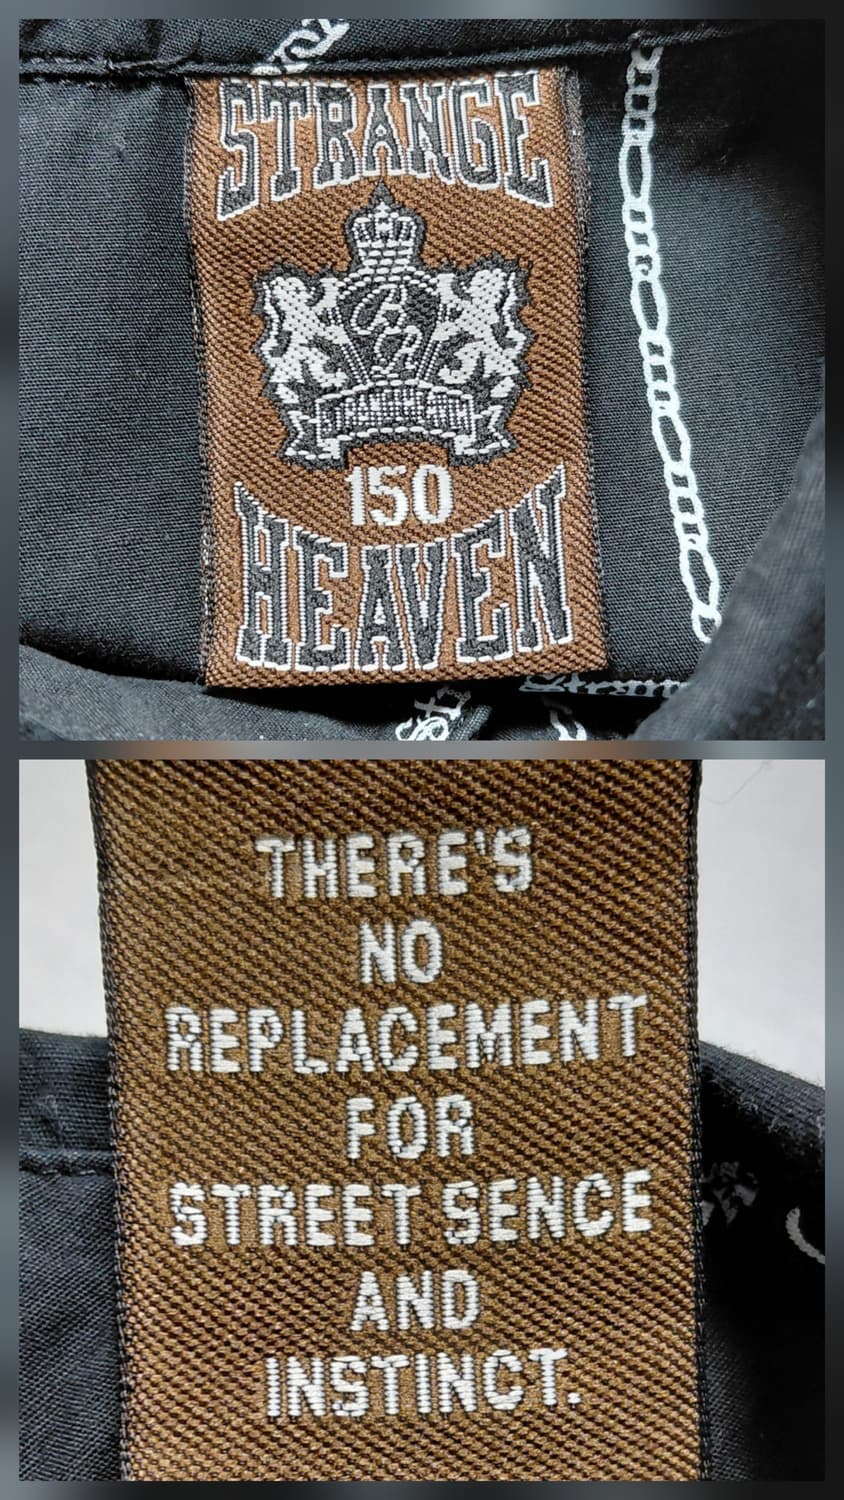 STRANGE
150
HEAVEN
THERE'S
NO
REPLACEMENT
FOR
STREET SENCE
AND
INSTINCT.